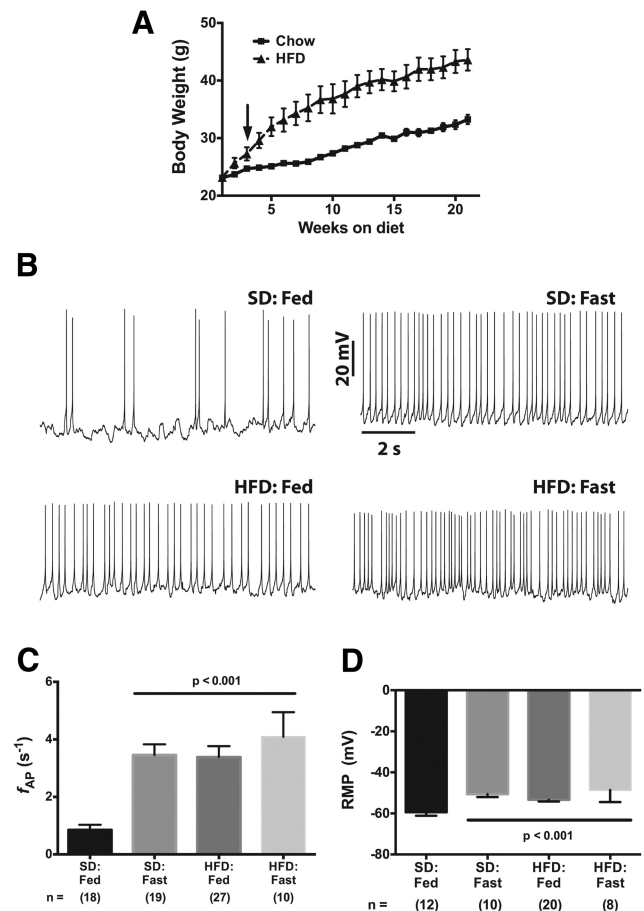 A
Body Weight (g)
50
40
30
20
Chow
HFD
5 10 15 20
Weeks on diet
B
SD: Fed
SD: Fast
20 mV
2 s
HFD: Fed
HFD: Fast
C
p < 0.001
fAP (s-1)
6
4
2
0
SD: Fed
SD: Fast
HFD: Fed
HFD: Fast
n = (18) (19) (27) (10)
D
RMP (mV)
0
-20
-40
-60
-80
p < 0.001
SD: Fed
SD: Fast
HFD: Fed
HFD: Fast
n = (12) (10) (20) (8)